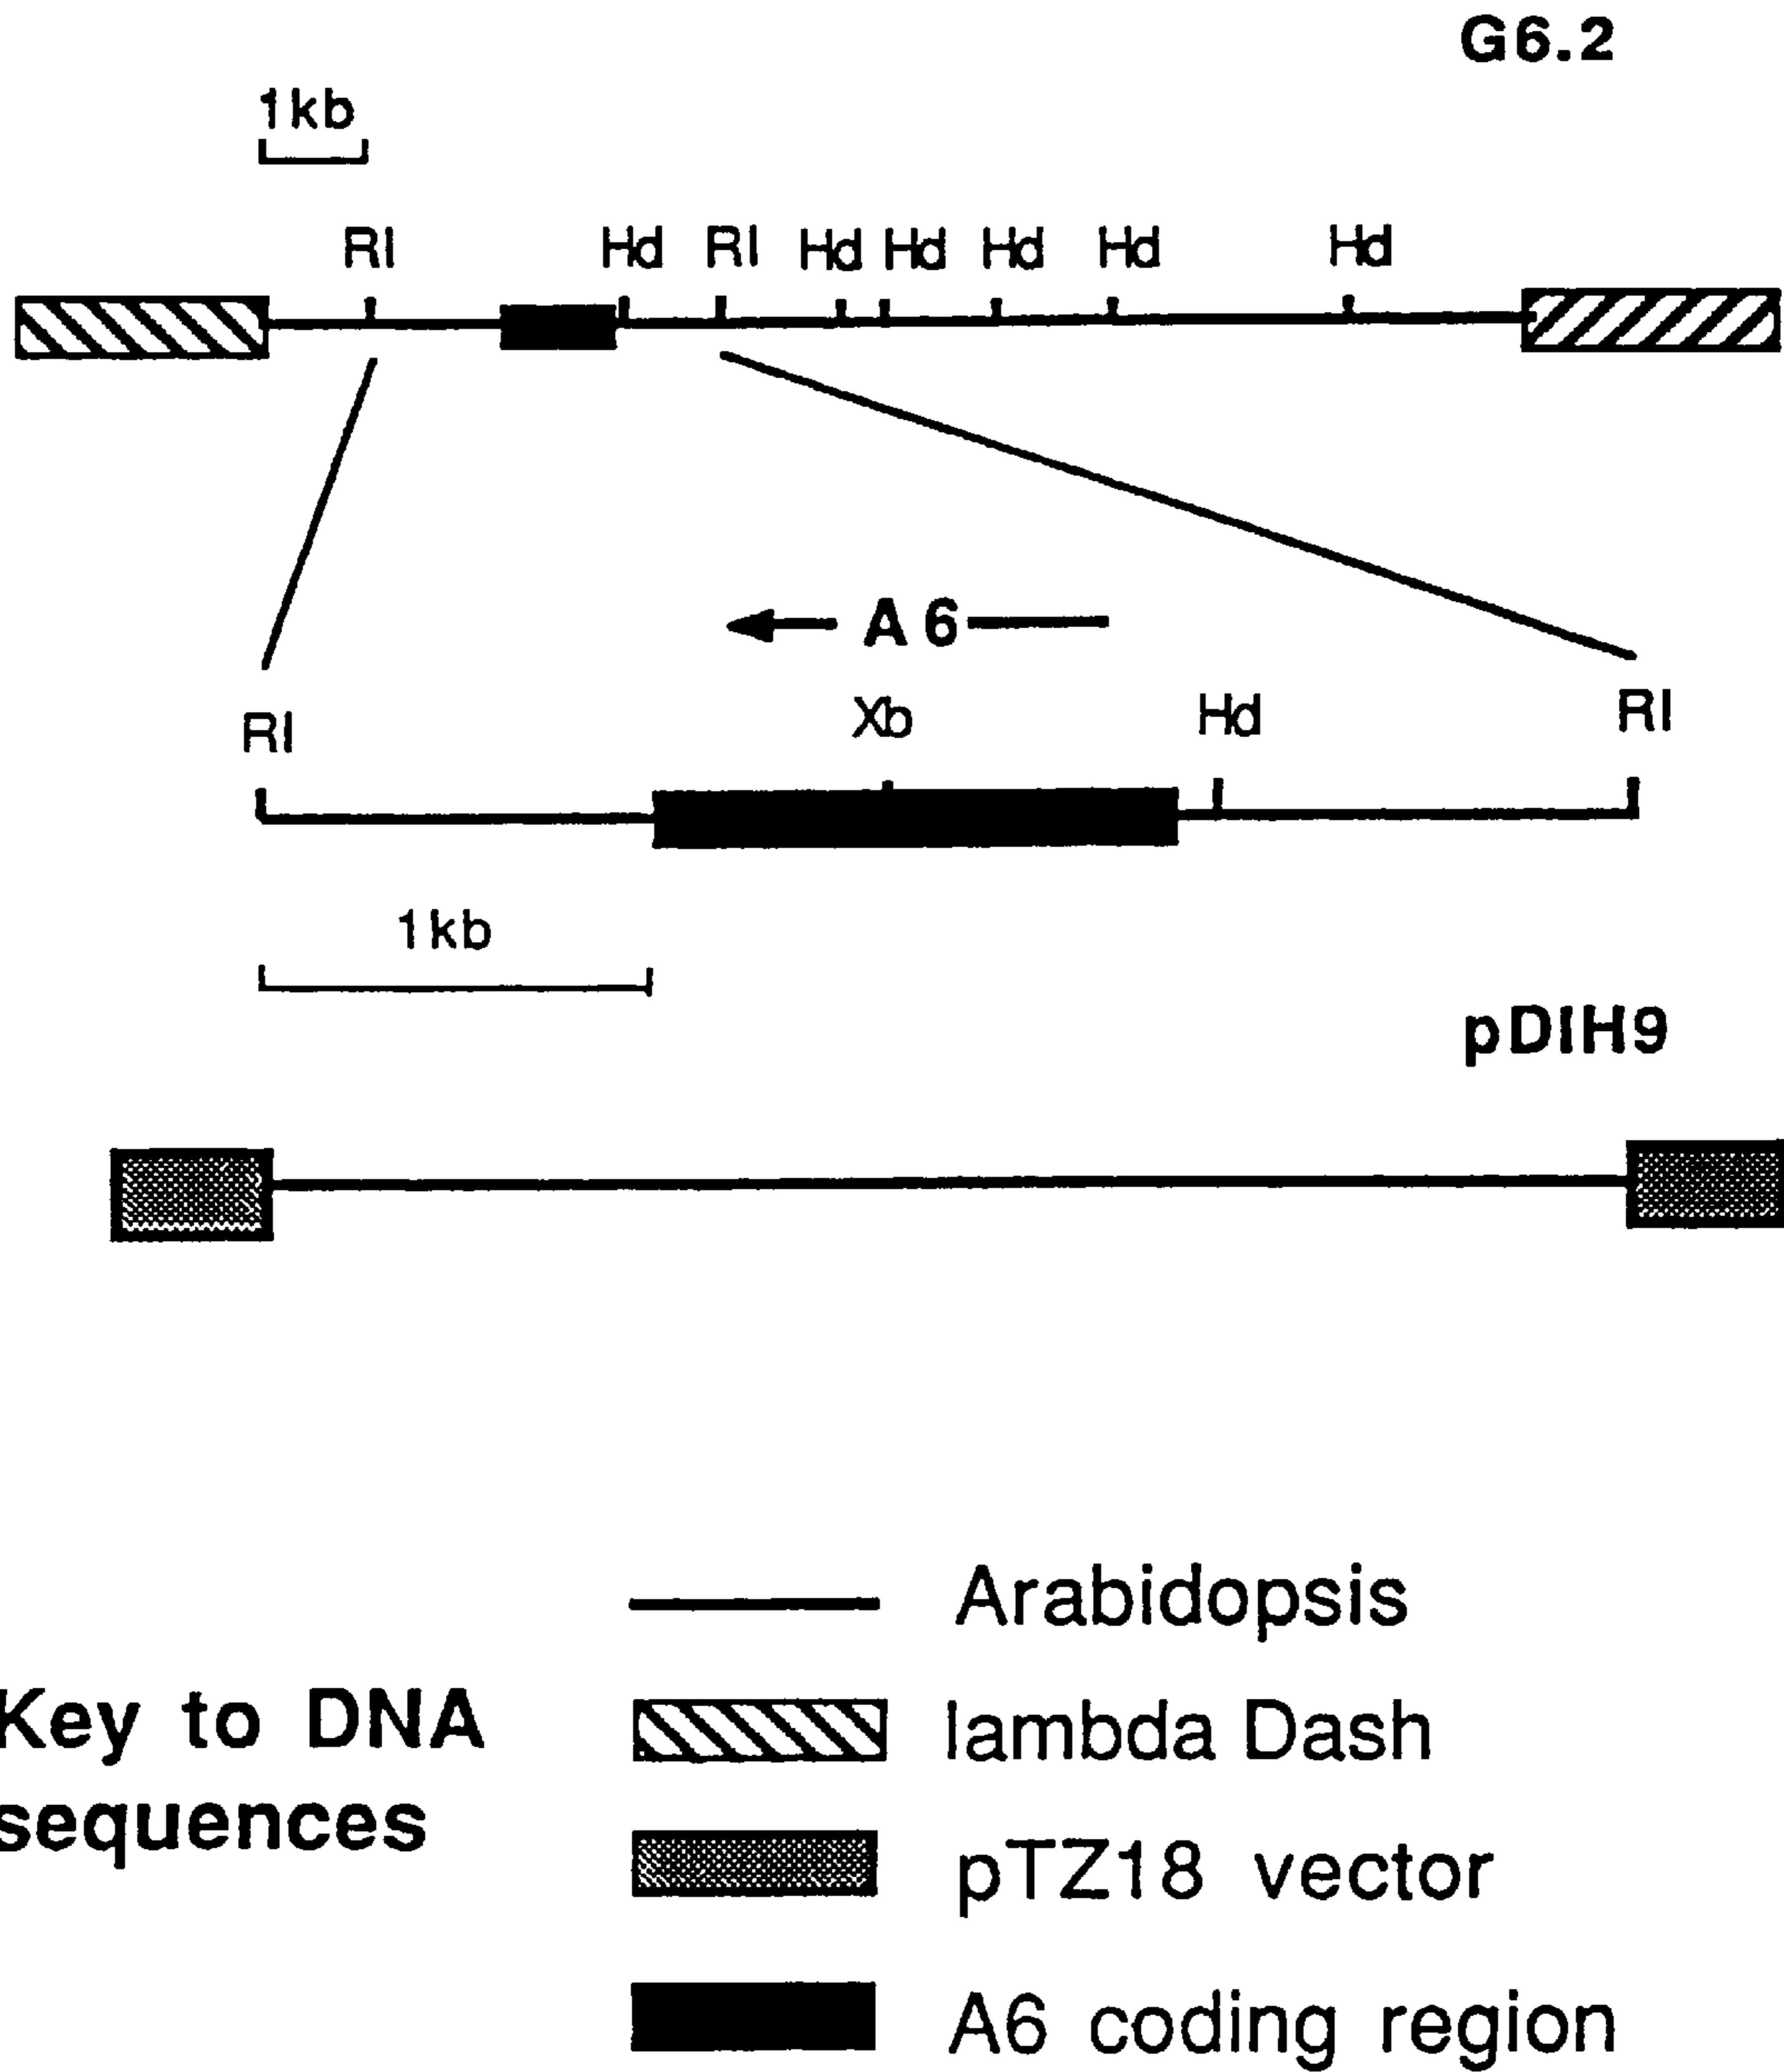 G6.2
1kb
RI Hd RI Hd Hd Hd Hd Hd
A6
RI Xb Hd RI
1kb
pDIH9
Arabidopsis
Key to DNA sequences
lambda Dash
pTZ18 vector
A6 coding region